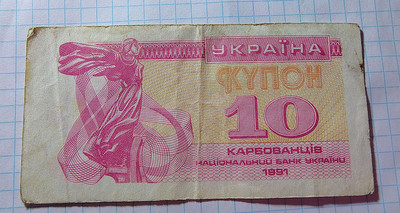 УКРАЇНА
КУПОН
10
КАРБОВАНЦІВ
НАЦІОНАЛЬНИЙ БАНК УКРАЇНИ
1991